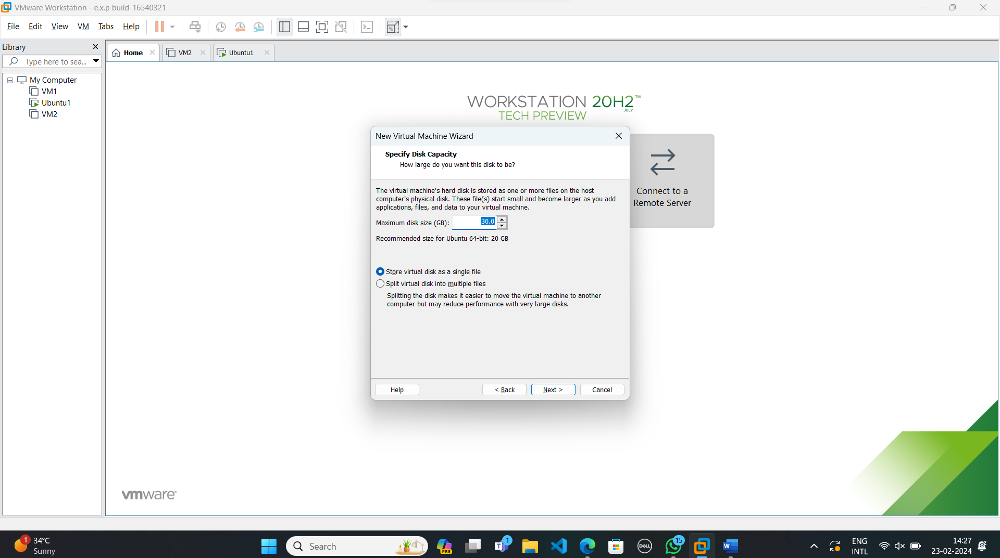 VMware Workstation - e.x.p build-16540321
File Edit View VM Tabs Help
Library
Type here to sea...
Home
VM2
Ubuntu1
My Computer
VM1
Ubuntu1
VM2
WORKSTATION 20H2™
JULY
TECH PREVIEW
New Virtual Machine Wizard
Specify Disk Capacity
How large do you want this disk to be?
The virtual machine's hard disk is stored as one or more files on the host
computer's physical disk. These file(s) start small and become larger as you add
applications, files, and data to your virtual machine.
Maximum disk size (GB): 30.0
Recommended size for Ubuntu 64-bit: 20 GB
Store virtual disk as a single file
Split virtual disk into multiple files
Splitting the disk makes it easier to move the virtual machine to another
computer but may reduce performance with very large disks.
Help < Back Next > Cancel
Connect to a
Remote Server
vmware®
1
34°C
Sunny
Search
PRE
T
1
DELL
15
W
ENG
INTL
14:27
23-02-2024